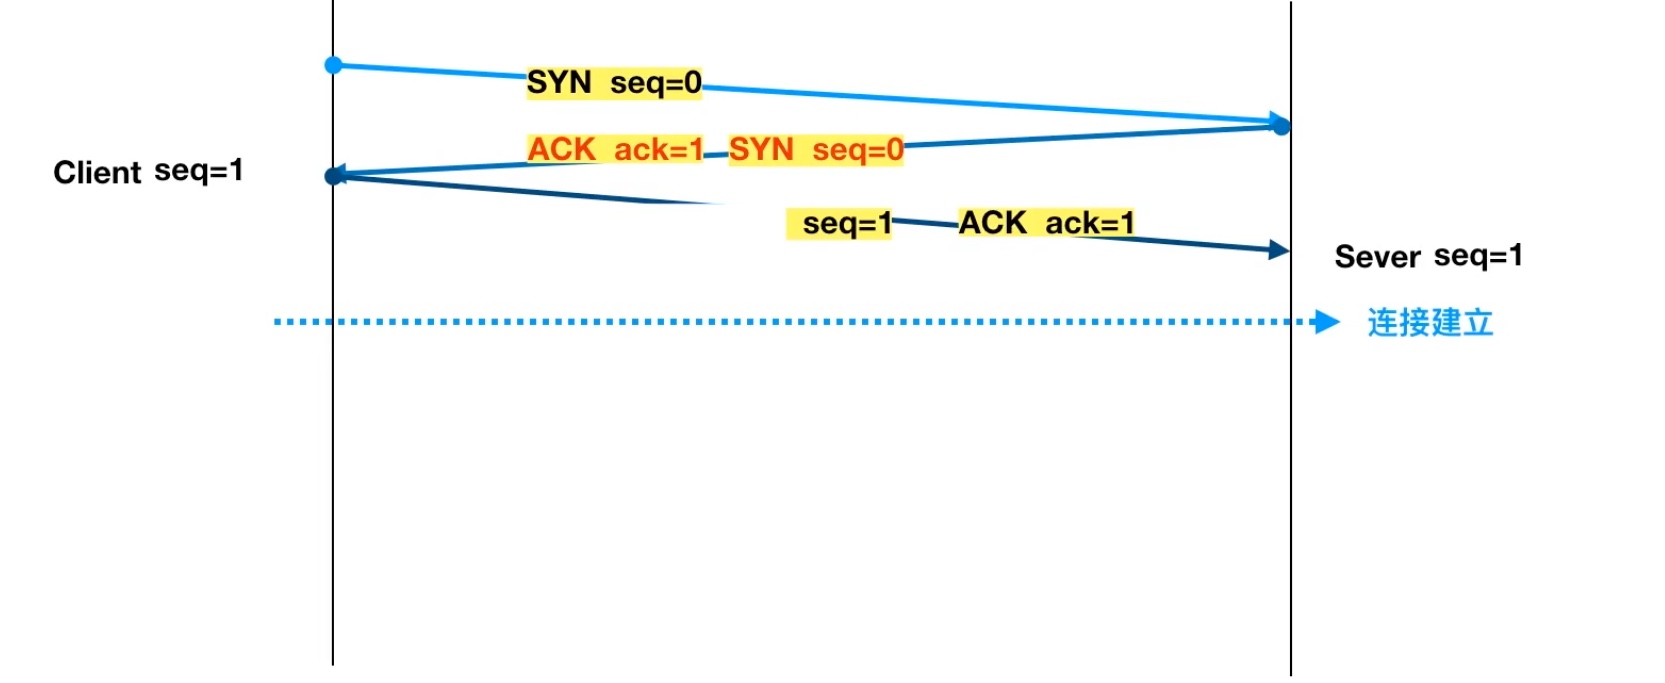 SYN seq=0
ACK ack=1 SYN seq=0
Client seq=1
seq=1 ACK ack=1
Sever seq=1
连接建立